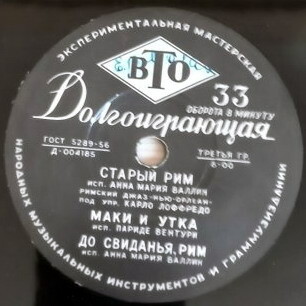 ЭКСПЕРИМЕНТАЛЬНАЯ МАСТЕРСКАЯ
ВТО
33
ОБОРОТА В МИНУТУ
Долгоиграющая
ГОСТ 5289-56
Д-004185
ТРЕТЬЯ ГР.
8-00
СТАРЫЙ РИМ
исп. АННА МАРИЯ ВАЛЛИН
РИМСКИЙ ДЖАЗ-НЬЮ-ОРЛЕАН-
под упр. КАРЛО ЛОФФРЕДО
МАКИ И УТКА
исп. ПАРИДЕ ВЕНТУРИ
ДО СВИДАНЬЯ, РИМ
исп. АННА МАРИЯ ВАЛЛИН
НАРОДНЫХ МУЗЫКАЛЬНЫХ ИНСТРУМЕНТОВ И ГРАММУЗИЗДАНИИ